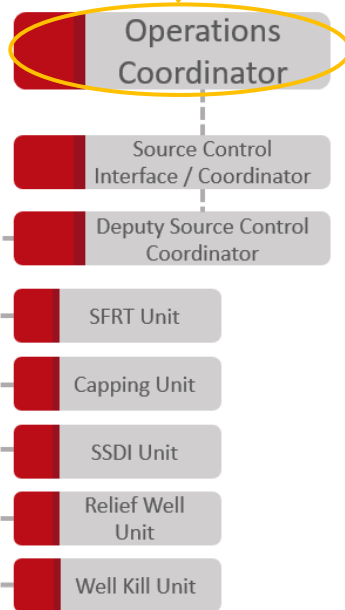 Operations
Coordinator
Source Control
Interface / Coordinator
Deputy Source Control
Coordinator
SFRT Unit
Capping Unit
SSDI Unit
Relief Well
Unit
Well Kill Unit